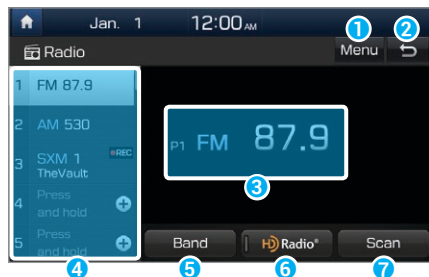 Jan. 1 12:00 AM
1
2
Radio
Menu
1 FM 87.9
2 AM 530
3 SXM 1 REC
TheVault
4 Press
and hold
5 Press
and hold
P1 FM 87.9
3
Band
HD Radio®
Scan
4
5
6
7